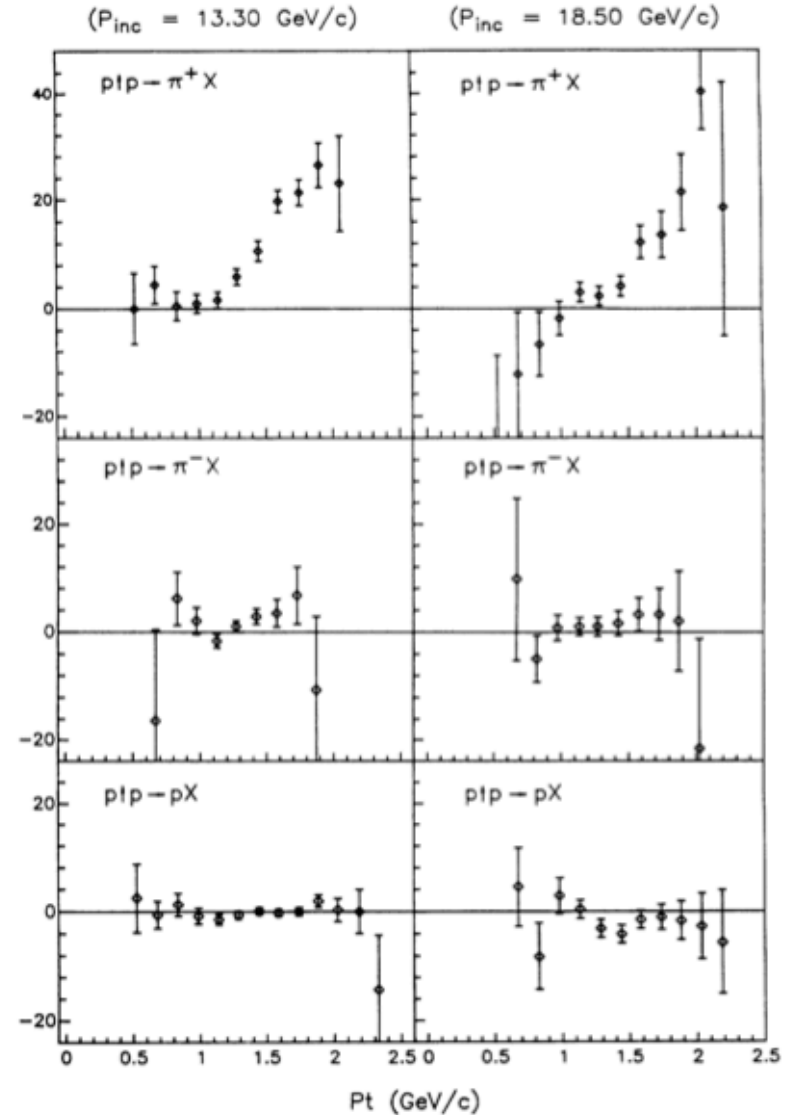 (P_inc = 13.30 GeV/c) (P_inc = 18.50 GeV/c)
p↑p→π⁺X p↑p→π⁺X
40
20
0
−20
p↑p→π⁻X p↑p→π⁻X
20
0
−20
p↑p→pX p↑p→pX
20
0
−20
0 0.5 1 1.5 2 2.5 0 0.5 1 1.5 2 2.5
Pt (GeV/c)